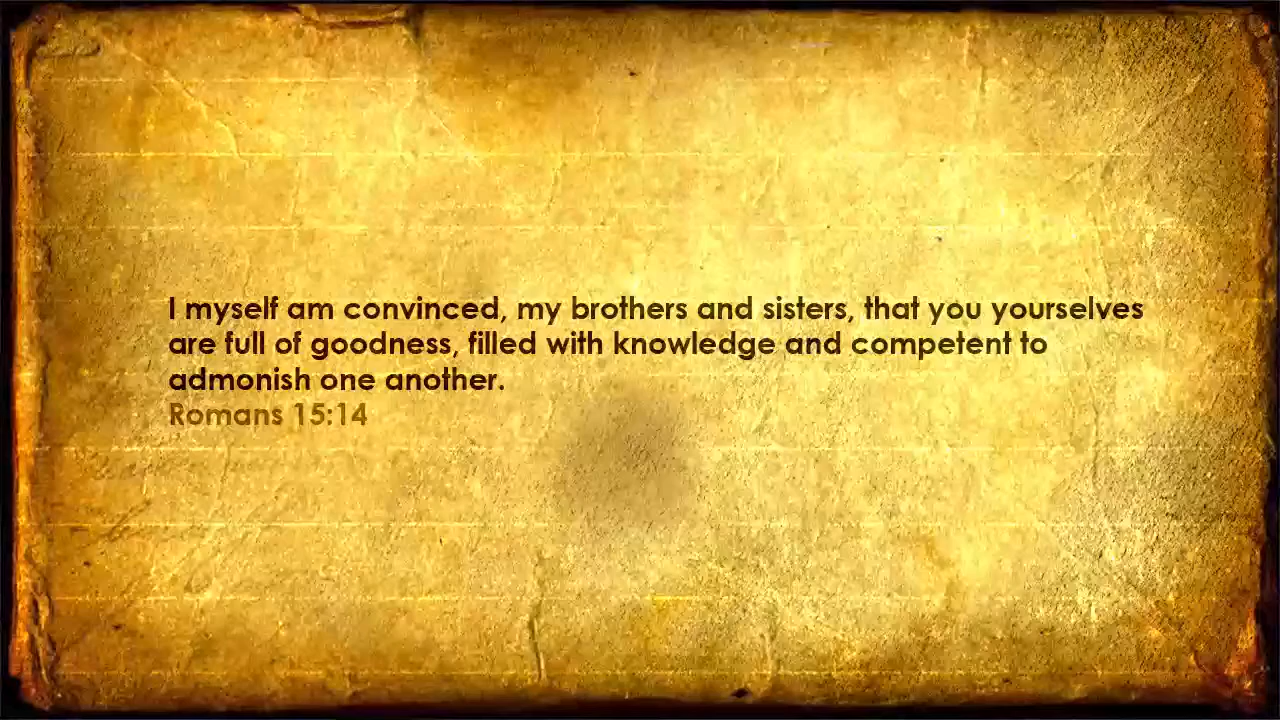 I myself am convinced, my brothers and sisters, that you yourselves
are full of goodness, filled with knowledge and competent to
admonish one another.
Romans 15:14